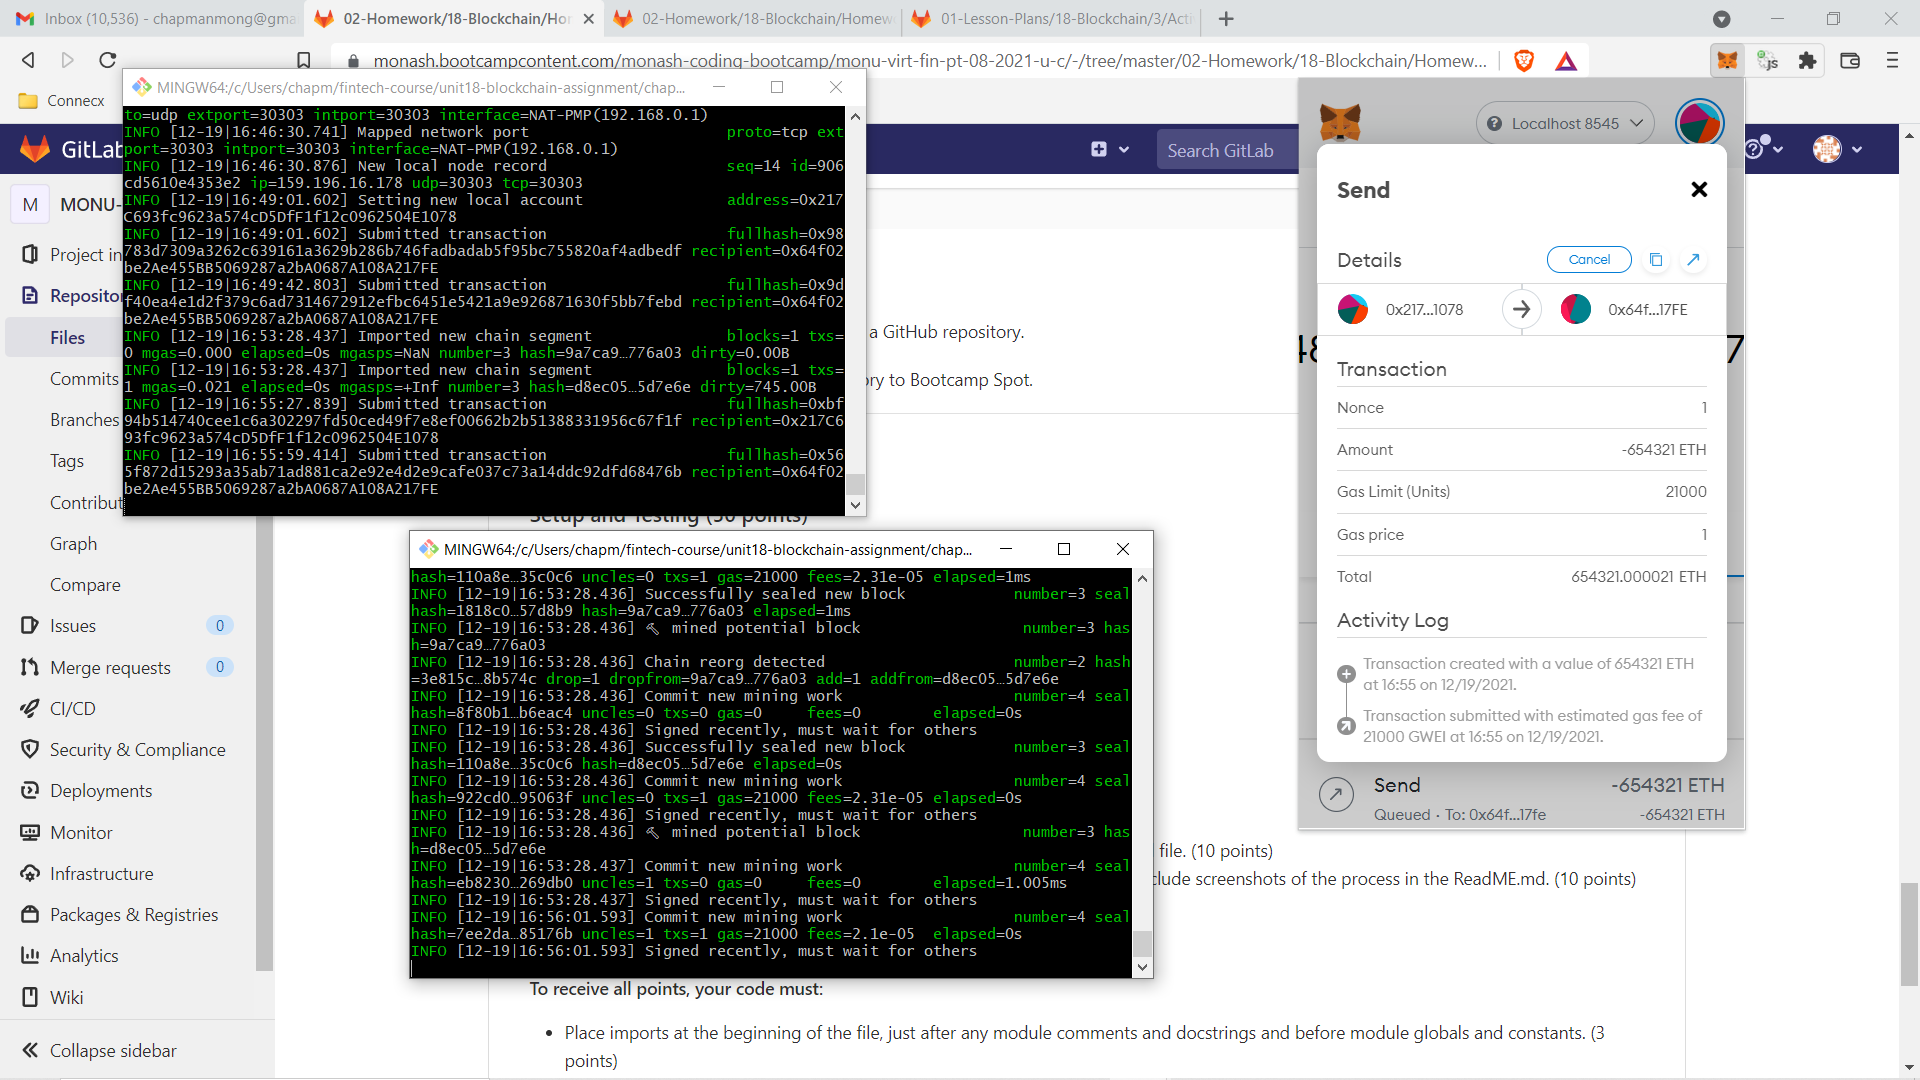 Inbox (10,536) - chapmanmong@gma
02-Homework/18-Blockchain/Hor
02-Homework/18-Blockchain/Homew
01-Lesson-Plans/18-Blockchain/3/Acti
monash.bootcampcontent.com/monash-coding-bootcamp/monu-virt-fin-pt-08-2021-u-c/-/tree/master/02-Homework/18-Blockchain/Homew...
Connecx
GitLab
Search GitLab
M MONU-
Project in
Repositor
Files
Commits
Branches
Tags
Contribut
Graph
Compare
Issues 0
Merge requests 0
CI/CD
Security & Compliance
Deployments
Monitor
Infrastructure
Packages & Registries
Analytics
Wiki
Collapse sidebar
MINGW64:/c/Users/chapm/fintech-course/unit18-blockchain-assignment/chap...
to=udp extport=30303 intport=30303 interface=NAT-PMP(192.168.0.1)
INFO [12-19|16:46:30.741] Mapped network port proto=tcp ext
port=30303 intport=30303 interface=NAT-PMP(192.168.0.1)
INFO [12-19|16:46:30.876] New local node record seq=14 id=906
cd5610e4353e2 ip=159.196.16.178 udp=30303 tcp=30303
INFO [12-19|16:49:01.602] Setting new local account address=0x217
C693fc9623a574cD5DfF1f12c0962504E1078
INFO [12-19|16:49:01.602] Submitted transaction fullhash=0x98
783d7309a3262c639161a3629b286b746fadbadab5f95bc755820af4adbedf recipient=0x64f02
be2Ae455BB5069287a2bA0687A108A217FE
INFO [12-19|16:49:42.803] Submitted transaction fullhash=0x9d
f40ea4e1d2f379c6ad7314672912efbc6451e5421a9e926871630f5bb7febd recipient=0x64f02
be2Ae455BB5069287a2bA0687A108A217FE
INFO [12-19|16:53:28.437] Imported new chain segment blocks=1 txs=
0 mgas=0.000 elapsed=0s mgasps=NaN number=3 hash=9a7ca9…776a03 dirty=0.00B
INFO [12-19|16:53:28.437] Imported new chain segment blocks=1 txs=
1 mgas=0.021 elapsed=0s mgasps=+Inf number=3 hash=d8ec05…5d7e6e dirty=745.00B
INFO [12-19|16:55:27.839] Submitted transaction fullhash=0xbf
94b514740cee1c6a302297fd50ced49f7e8ef00662b2b51388331956c67f1f recipient=0x217C6
93fc9623a574cD5DfF1f12c0962504E1078
INFO [12-19|16:55:59.414] Submitted transaction fullhash=0x56
5f872d15293a35ab71ad881ca2e92e4d2e9cafe037c73a14ddc92dfd68476b recipient=0x64f02
be2Ae455BB5069287a2bA0687A108A217FE
a GitHub repository.
ry to Bootcamp Spot.
Setup and Testing (50 points)
MINGW64:/c/Users/chapm/fintech-course/unit18-blockchain-assignment/chap...
hash=110a8e…35c0c6 uncles=0 txs=1 gas=21000 fees=2.31e-05 elapsed=1ms
INFO [12-19|16:53:28.436] Successfully sealed new block number=3 seal
hash=1818c0…57d8b9 hash=9a7ca9…776a03 elapsed=1ms
INFO [12-19|16:53:28.436] 🔨 mined potential block number=3 has
h=9a7ca9…776a03
INFO [12-19|16:53:28.436] Chain reorg detected number=2 hash
=3e815c…8b574c drop=1 dropfrom=9a7ca9…776a03 add=1 addfrom=d8ec05…5d7e6e
INFO [12-19|16:53:28.436] Commit new mining work number=4 seal
hash=8f80b1…b6eac4 uncles=0 txs=0 gas=0 fees=0 elapsed=0s
INFO [12-19|16:53:28.436] Signed recently, must wait for others
INFO [12-19|16:53:28.436] Successfully sealed new block number=3 seal
hash=110a8e…35c0c6 hash=d8ec05…5d7e6e elapsed=0s
INFO [12-19|16:53:28.436] Commit new mining work number=4 seal
hash=922cd0…95063f uncles=0 txs=1 gas=21000 fees=2.31e-05 elapsed=0s
INFO [12-19|16:53:28.436] Signed recently, must wait for others
INFO [12-19|16:53:28.436] 🔨 mined potential block number=3 has
h=d8ec05…5d7e6e
INFO [12-19|16:53:28.437] Commit new mining work number=4 seal
hash=eb8230…269db0 uncles=1 txs=0 gas=0 fees=0 elapsed=1.005ms
INFO [12-19|16:53:28.437] Signed recently, must wait for others
INFO [12-19|16:56:01.593] Commit new mining work number=4 seal
hash=7ee2da…85176b uncles=1 txs=1 gas=21000 fees=2.1e-05 elapsed=0s
INFO [12-19|16:56:01.593] Signed recently, must wait for others
file. (10 points)
clude screenshots of the process in the ReadME.md. (10 points)
To receive all points, your code must:
• Place imports at the beginning of the file, just after any module comments and docstrings and before module globals and constants. (3
points)
Localhost 8545
Send
Details
Cancel
0x217...1078
0x64f...17FE
48
7
Transaction
Nonce 1
Amount -654321 ETH
Gas Limit (Units) 21000
Gas price 1
Total 654321.000021 ETH
Activity Log
Transaction created with a value of 654321 ETH
at 16:55 on 12/19/2021.
Transaction submitted with estimated gas fee of
21000 GWEI at 16:55 on 12/19/2021.
Send -654321 ETH
Queued · To: 0x64f...17fe -654321 ETH